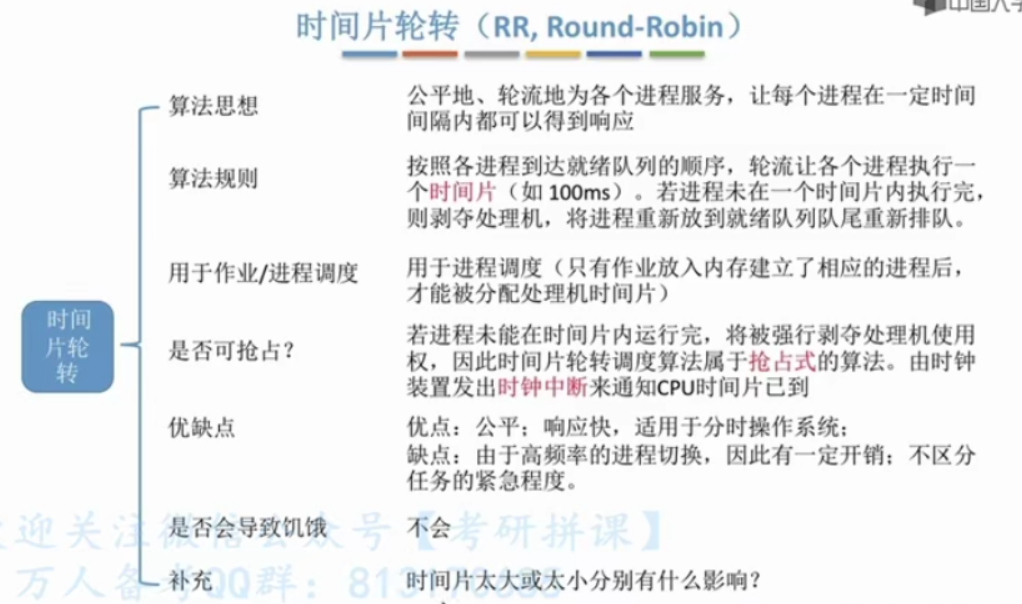 时间片轮转（RR, Round-Robin）
算法思想
公平地、轮流地为各个进程服务，让每个进程在一定时间
间隔内都可以得到响应
算法规则
按照各进程到达就绪队列的顺序，轮流让各个进程执行一
个时间片（如 100ms）。若进程未在一个时间片内执行完，
则剥夺处理机，将进程重新放到就绪队列队尾重新排队。
用于作业/进程调度
用于进程调度（只有作业放入内存建立了相应的进程后，
才能被分配处理机时间片）
时间
片轮
转
是否可抢占？
若进程未能在时间片内运行完，将被强行剥夺处理机使用
权，因此时间片轮转调度算法属于抢占式的算法。由时钟
装置发出时钟中断来通知CPU时间片已到
优缺点
优点：公平；响应快，适用于分时操作系统；
缺点：由于高频率的进程切换，因此有一定开销；不区分
任务的紧急程度。
是否会导致饥饿
不会
迎关注微信公众号【考研拼课】
补充
时间片太大或太小分别有什么影响？
万人备考QQ群：